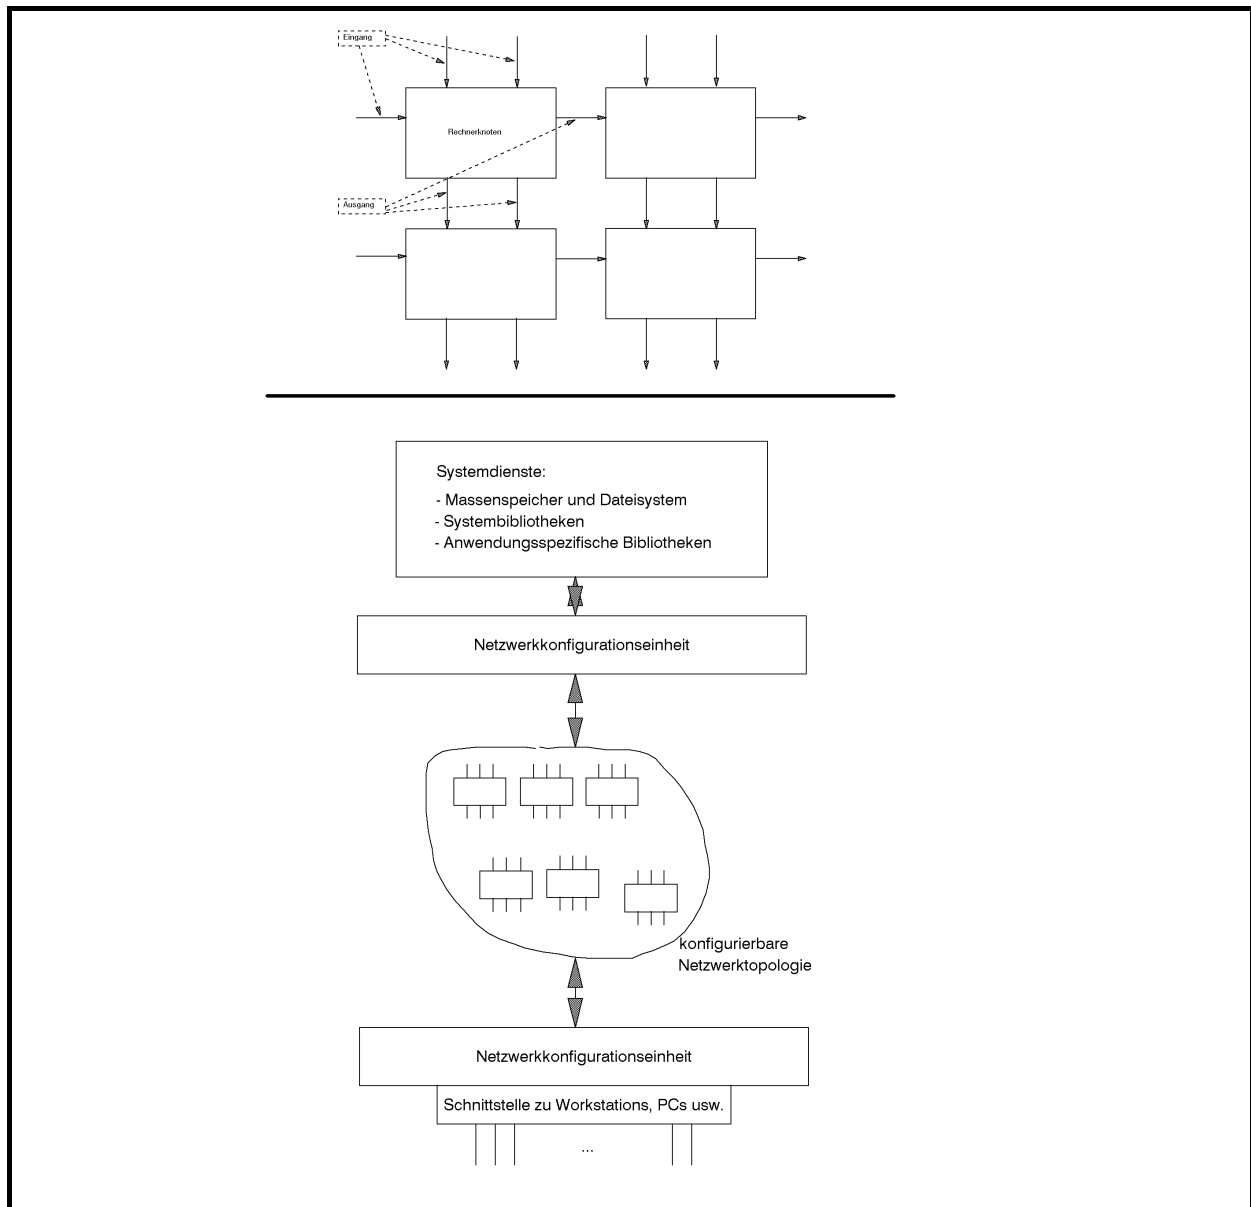 Eingang
Rechnerknoten
Ausgang
Systemdienste:
- Massenspeicher und Dateisystem
- Systembibliotheken
- Anwendungsspezifische Bibliotheken
Netzwerkkonfigurationseinheit
konfigurierbare
Netzwerktopologie
Netzwerkkonfigurationseinheit
Schnittstelle zu Workstations, PCs usw.
...